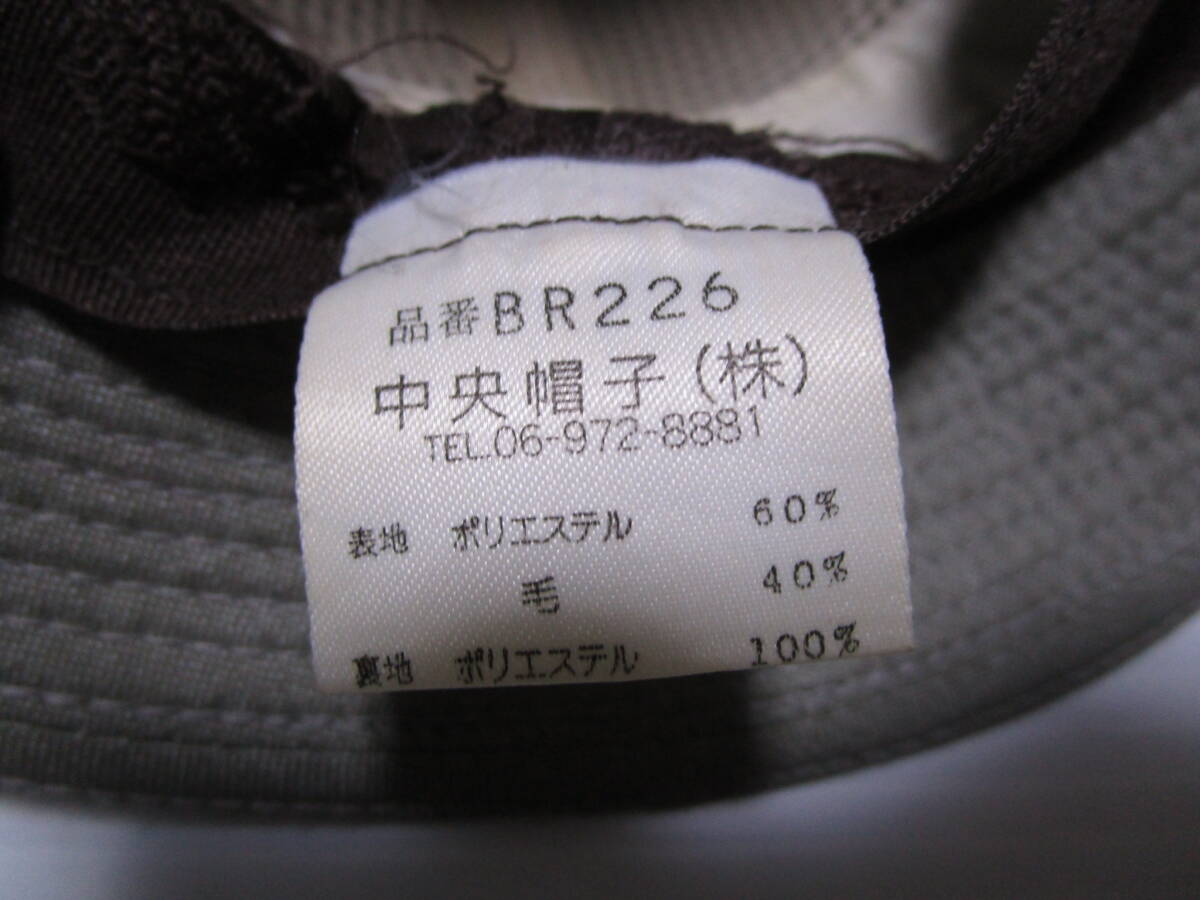 品番BR226
中央帽子(株)
TEL.06-972-8881
表地 ポリエステル 60%
毛 40%
裏地 ポリエステル 100%